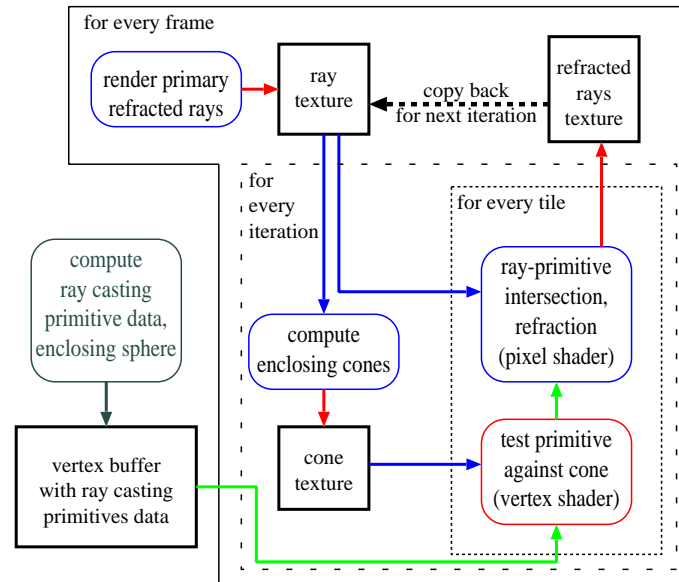 for every frame
render primary
refracted rays
ray
texture
copy back
for next iteration
refracted
rays
texture
for
every
iteration
for every tile
compute
ray casting
primitive data,
enclosing sphere
ray-primitive
intersection,
refraction
(pixel shader)
compute
enclosing cones
vertex buffer
with ray casting
primitives data
cone
texture
test primitive
against cone
(vertex shader)